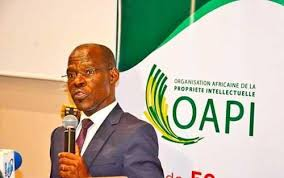 ORGANISATION AFRICAINE DE LA
PROPRIÉTÉ INTELLECTUELLE
OAPI